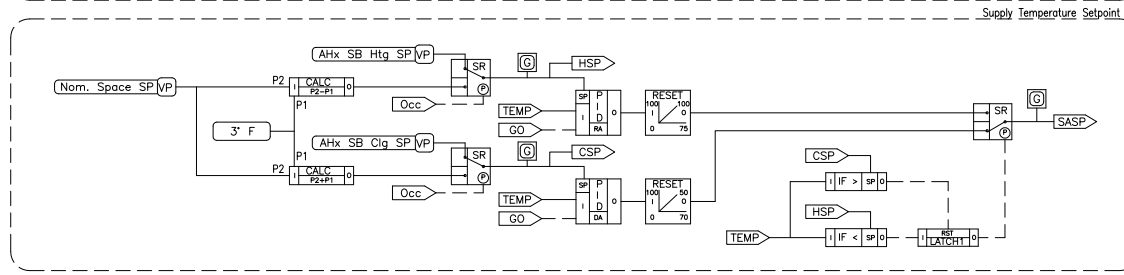 Supply Temperature Setpoint
AHx SB Htg SP VP
SR
P
G
HSP
Nom. Space SP VP
P2
I CALC O
P2-P1
P1
Occ
TEMP
GO
SP P I D O
I
RA
RESET
100 100
I O
0 75
SR
P
G
SASP
3° F
AHx SB Clg SP VP
P1
P2
I CALC O
P2+P1
SR
P
G
CSP
Occ
TEMP
GO
SP P I D O
I
DA
RESET
100 50
I O
0 70
CSP
I IF > SP O
HSP
TEMP
I IF < SP O
I RST O
LATCH1